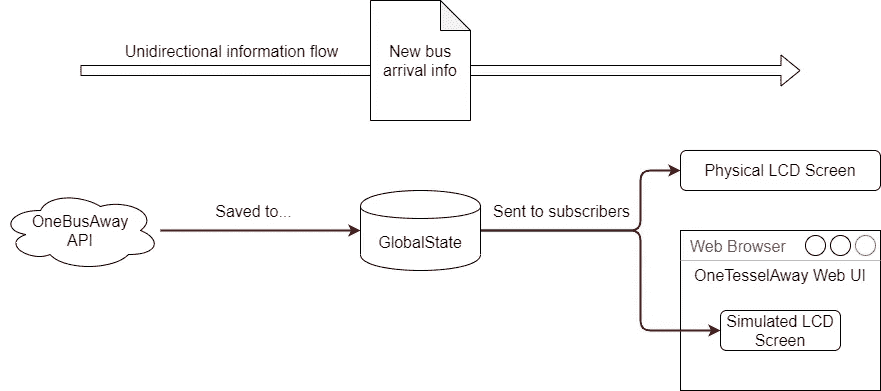 Unidirectional information flow
New bus
arrival info
OneBusAway
API
Saved to...
GlobalState
Sent to subscribers
Physical LCD Screen
Web Browser
OneTesselAway Web UI
Simulated LCD
Screen